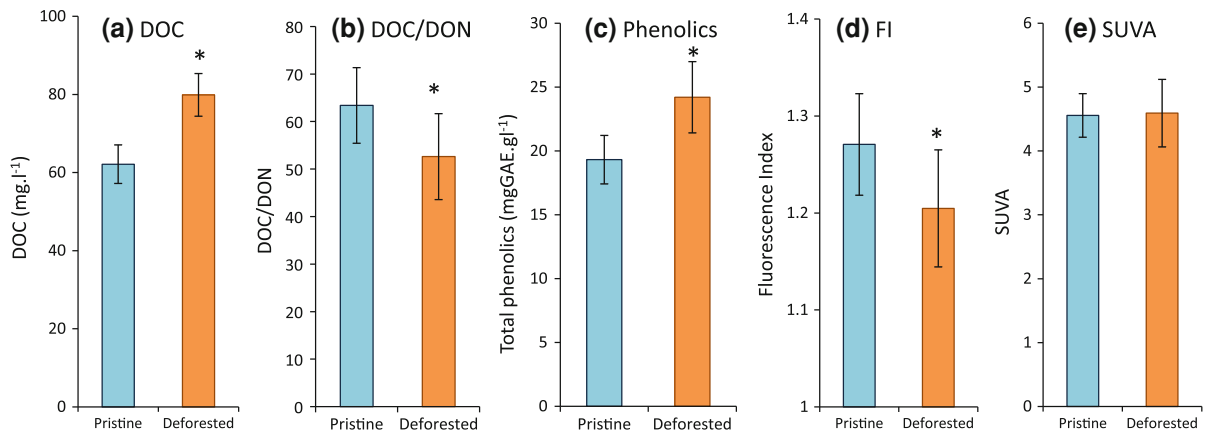 (a) DOC
DOC (mg.l⁻¹)
100
80
60
40
20
0
*
Pristine
Deforested
(b) DOC/DON
DOC/DON
80
70
60
50
40
30
20
10
0
*
Pristine
Deforested
(c) Phenolics
Total phenolics (mgGAE.gl⁻¹)
30
25
20
15
10
5
0
*
Pristine
Deforested
(d) FI
Fluorescence Index
1.4
1.3
1.2
1.1
1
*
Pristine
Deforested
(e) SUVA
SUVA
6
5
4
3
2
1
0
Pristine
Deforested